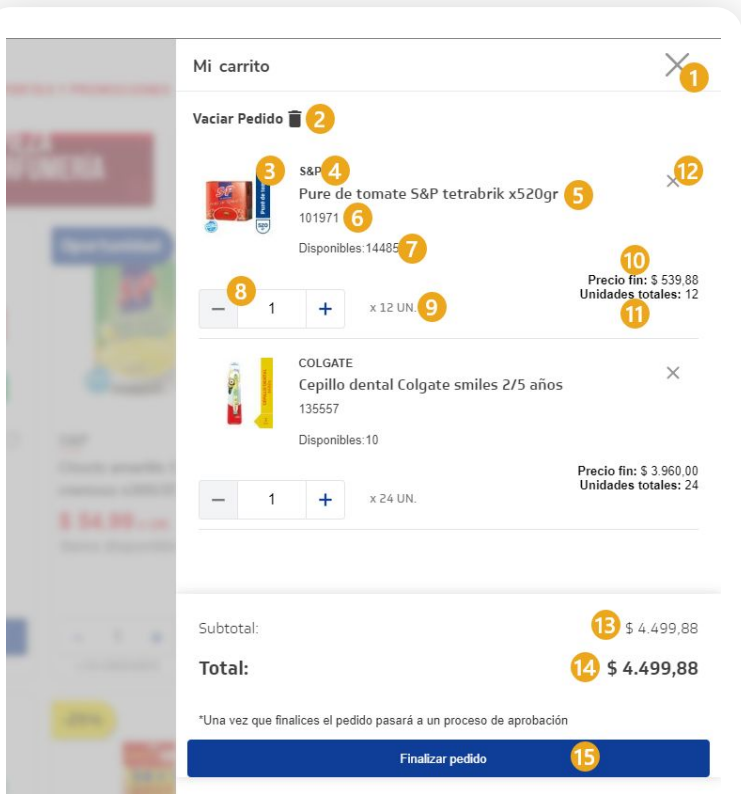 Mi carrito
1
Vaciar Pedido 2
3 S&P 4 12
Pure de tomate S&P tetrabrik x520gr 5
101971 6
Disponibles:14485 7
10
Precio fin: $ 539,88
Unidades totales: 12
11
8
− 1 + x 12 UN. 9
COLGATE
Cepillo dental Colgate smiles 2/5 años
135557
Disponibles:10
Precio fin: $ 3.960,00
Unidades totales: 24
− 1 + x 24 UN.
Subtotal: 13 $ 4.499,88
Total: 14 $ 4.499,88
*Una vez que finalices el pedido pasará a un proceso de aprobación
Finalizar pedido 15